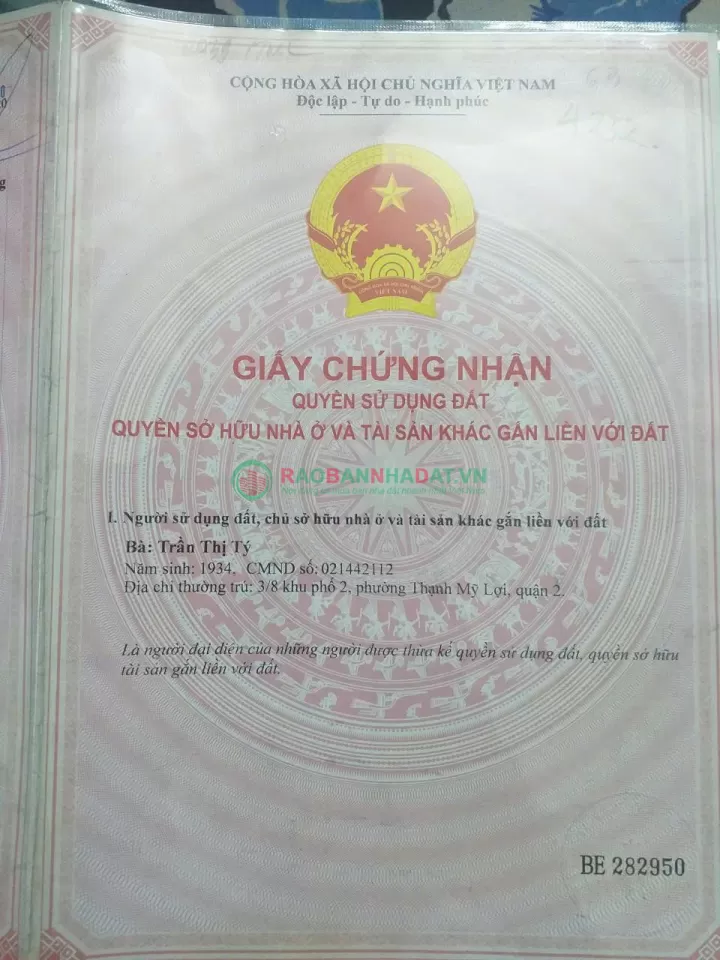 CỘNG HÒA XÃ HỘI CHỦ NGHĨA VIỆT NAM
Độc lập - Tự do - Hạnh phúc
VIỆT NAM
GIẤY CHỨNG NHẬN
QUYỀN SỬ DỤNG ĐẤT
QUYỀN SỞ HỮU NHÀ Ở VÀ TÀI SẢN KHÁC GẮN LIỀN VỚI ĐẤT
RAOBANNHADAT.VN
I. Người sử dụng đất, chủ sở hữu nhà ở và tài sản khác gắn liền với đất
Bà: Trần Thị Tý
Năm sinh: 1934. CMND số: 021442112
Địa chỉ thường trú: 3/8 khu phố 2, phường Thạnh Mỹ Lợi, quận 2.
Là người đại diện của những người được thừa kế quyền sử dụng đất, quyền sở hữu
tài sản gắn liền với đất.
BE 282950